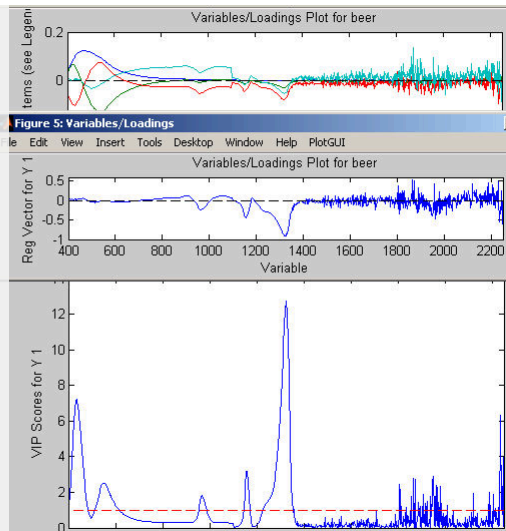 Variables/Loadings Plot for beer
0.2
0
tems (see Legen
Figure 5: Variables/Loadings
File Edit View Insert Tools Desktop Window Help PlotGUI
Variables/Loadings Plot for beer
Reg Vector for Y 1
0.5
0
-0.5
-1
400 600 800 1000 1200 1400 1600 1800 2000 2200
Variable
VIP Scores for Y 1
12
10
8
6
4
2
0